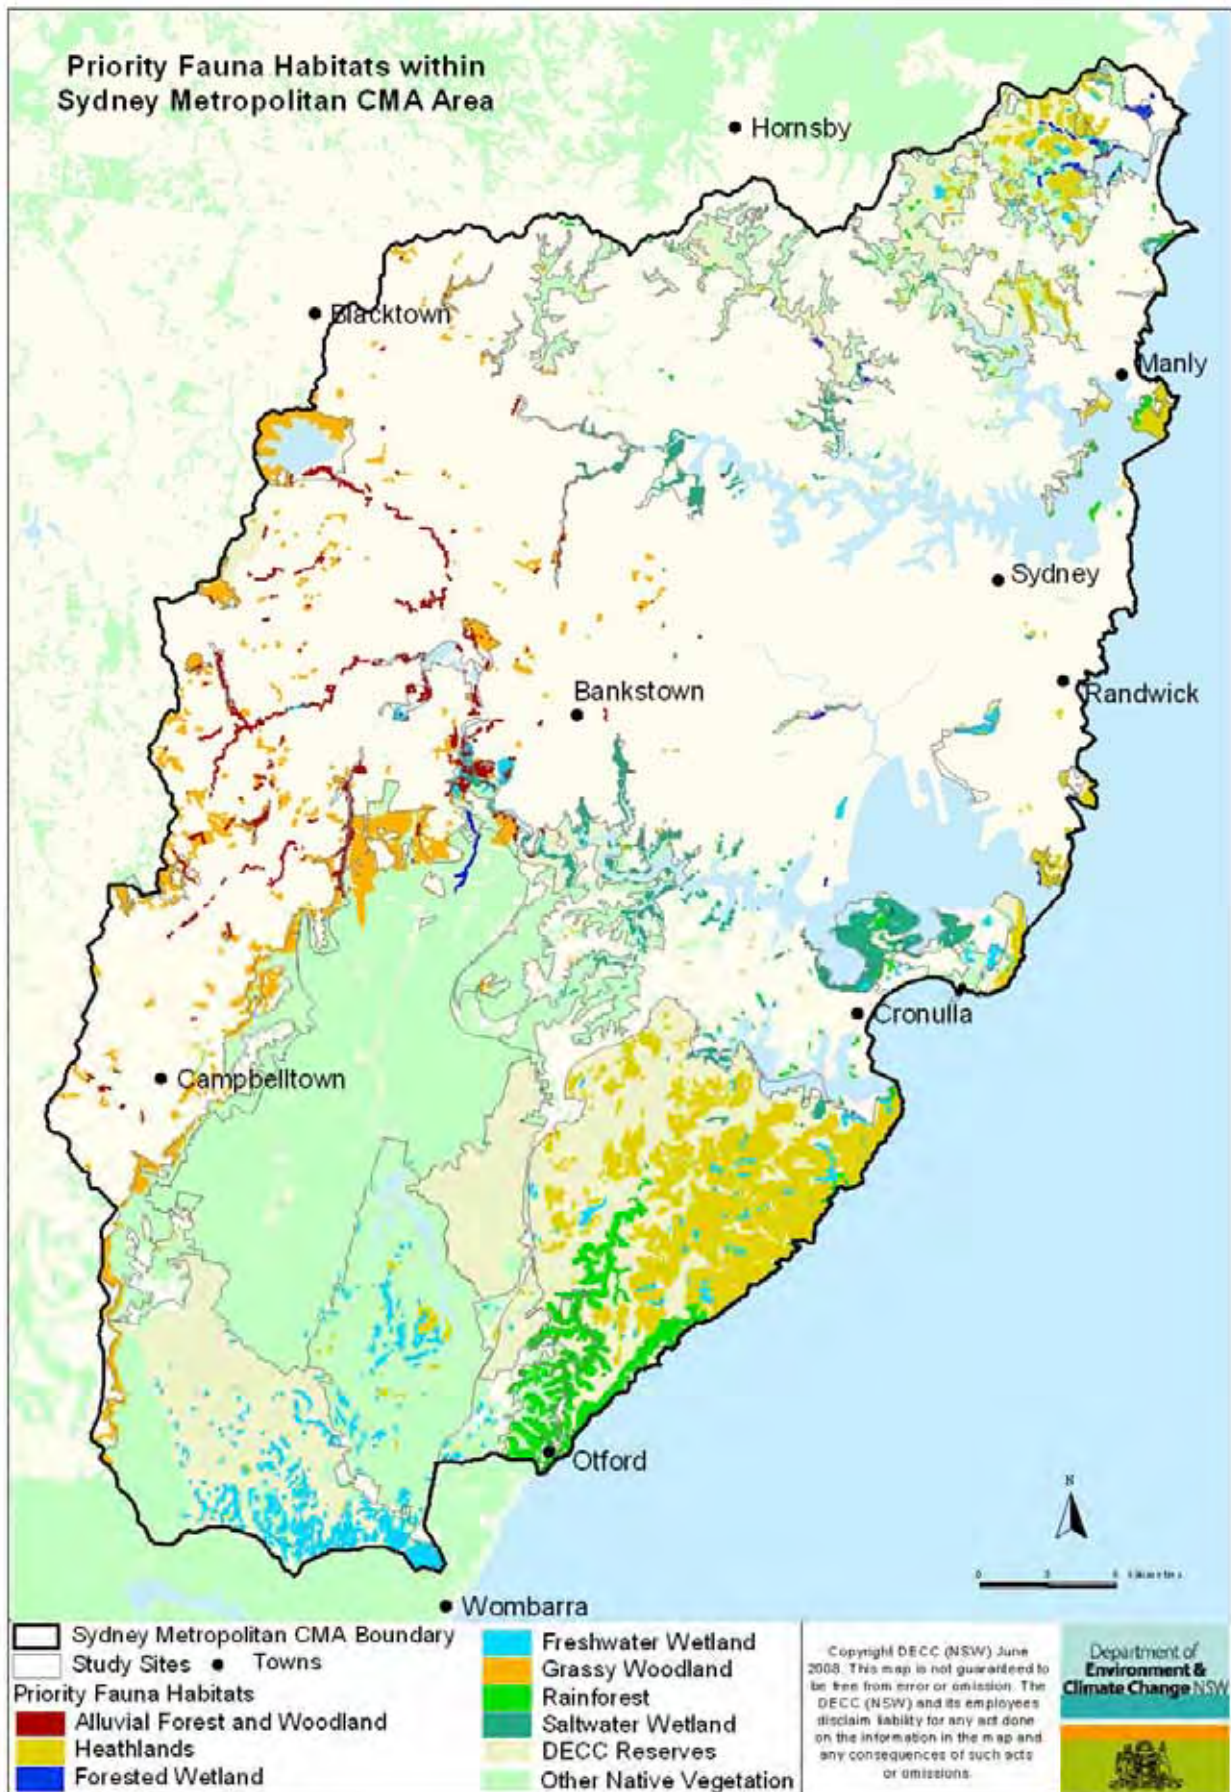 Priority Fauna Habitats within
Sydney Metropolitan CMA Area
Hornsby
Blacktown
Manly
Sydney
Bankstown
Randwick
Cronulla
Campbelltown
Otford
N
0
Wombarra
Sydney Metropolitan CMA Boundary
Study Sites
Towns
Priority Fauna Habitats
Alluvial Forest and Woodland
Heathlands
Forested Wetland
Freshwater Wetland
Grassy Woodland
Rainforest
Saltwater Wetland
DECC Reserves
Other Native Vegetation
Copyright DECC (NSW) June
2008. This map is not guaranteed to
be free from error or omission. The
DECC (NSW) and its employees
disclaim liability for any act done
on the information in the map and
any consequences of such acts
or omissions.
Department of
Environment &
Climate Change NSW